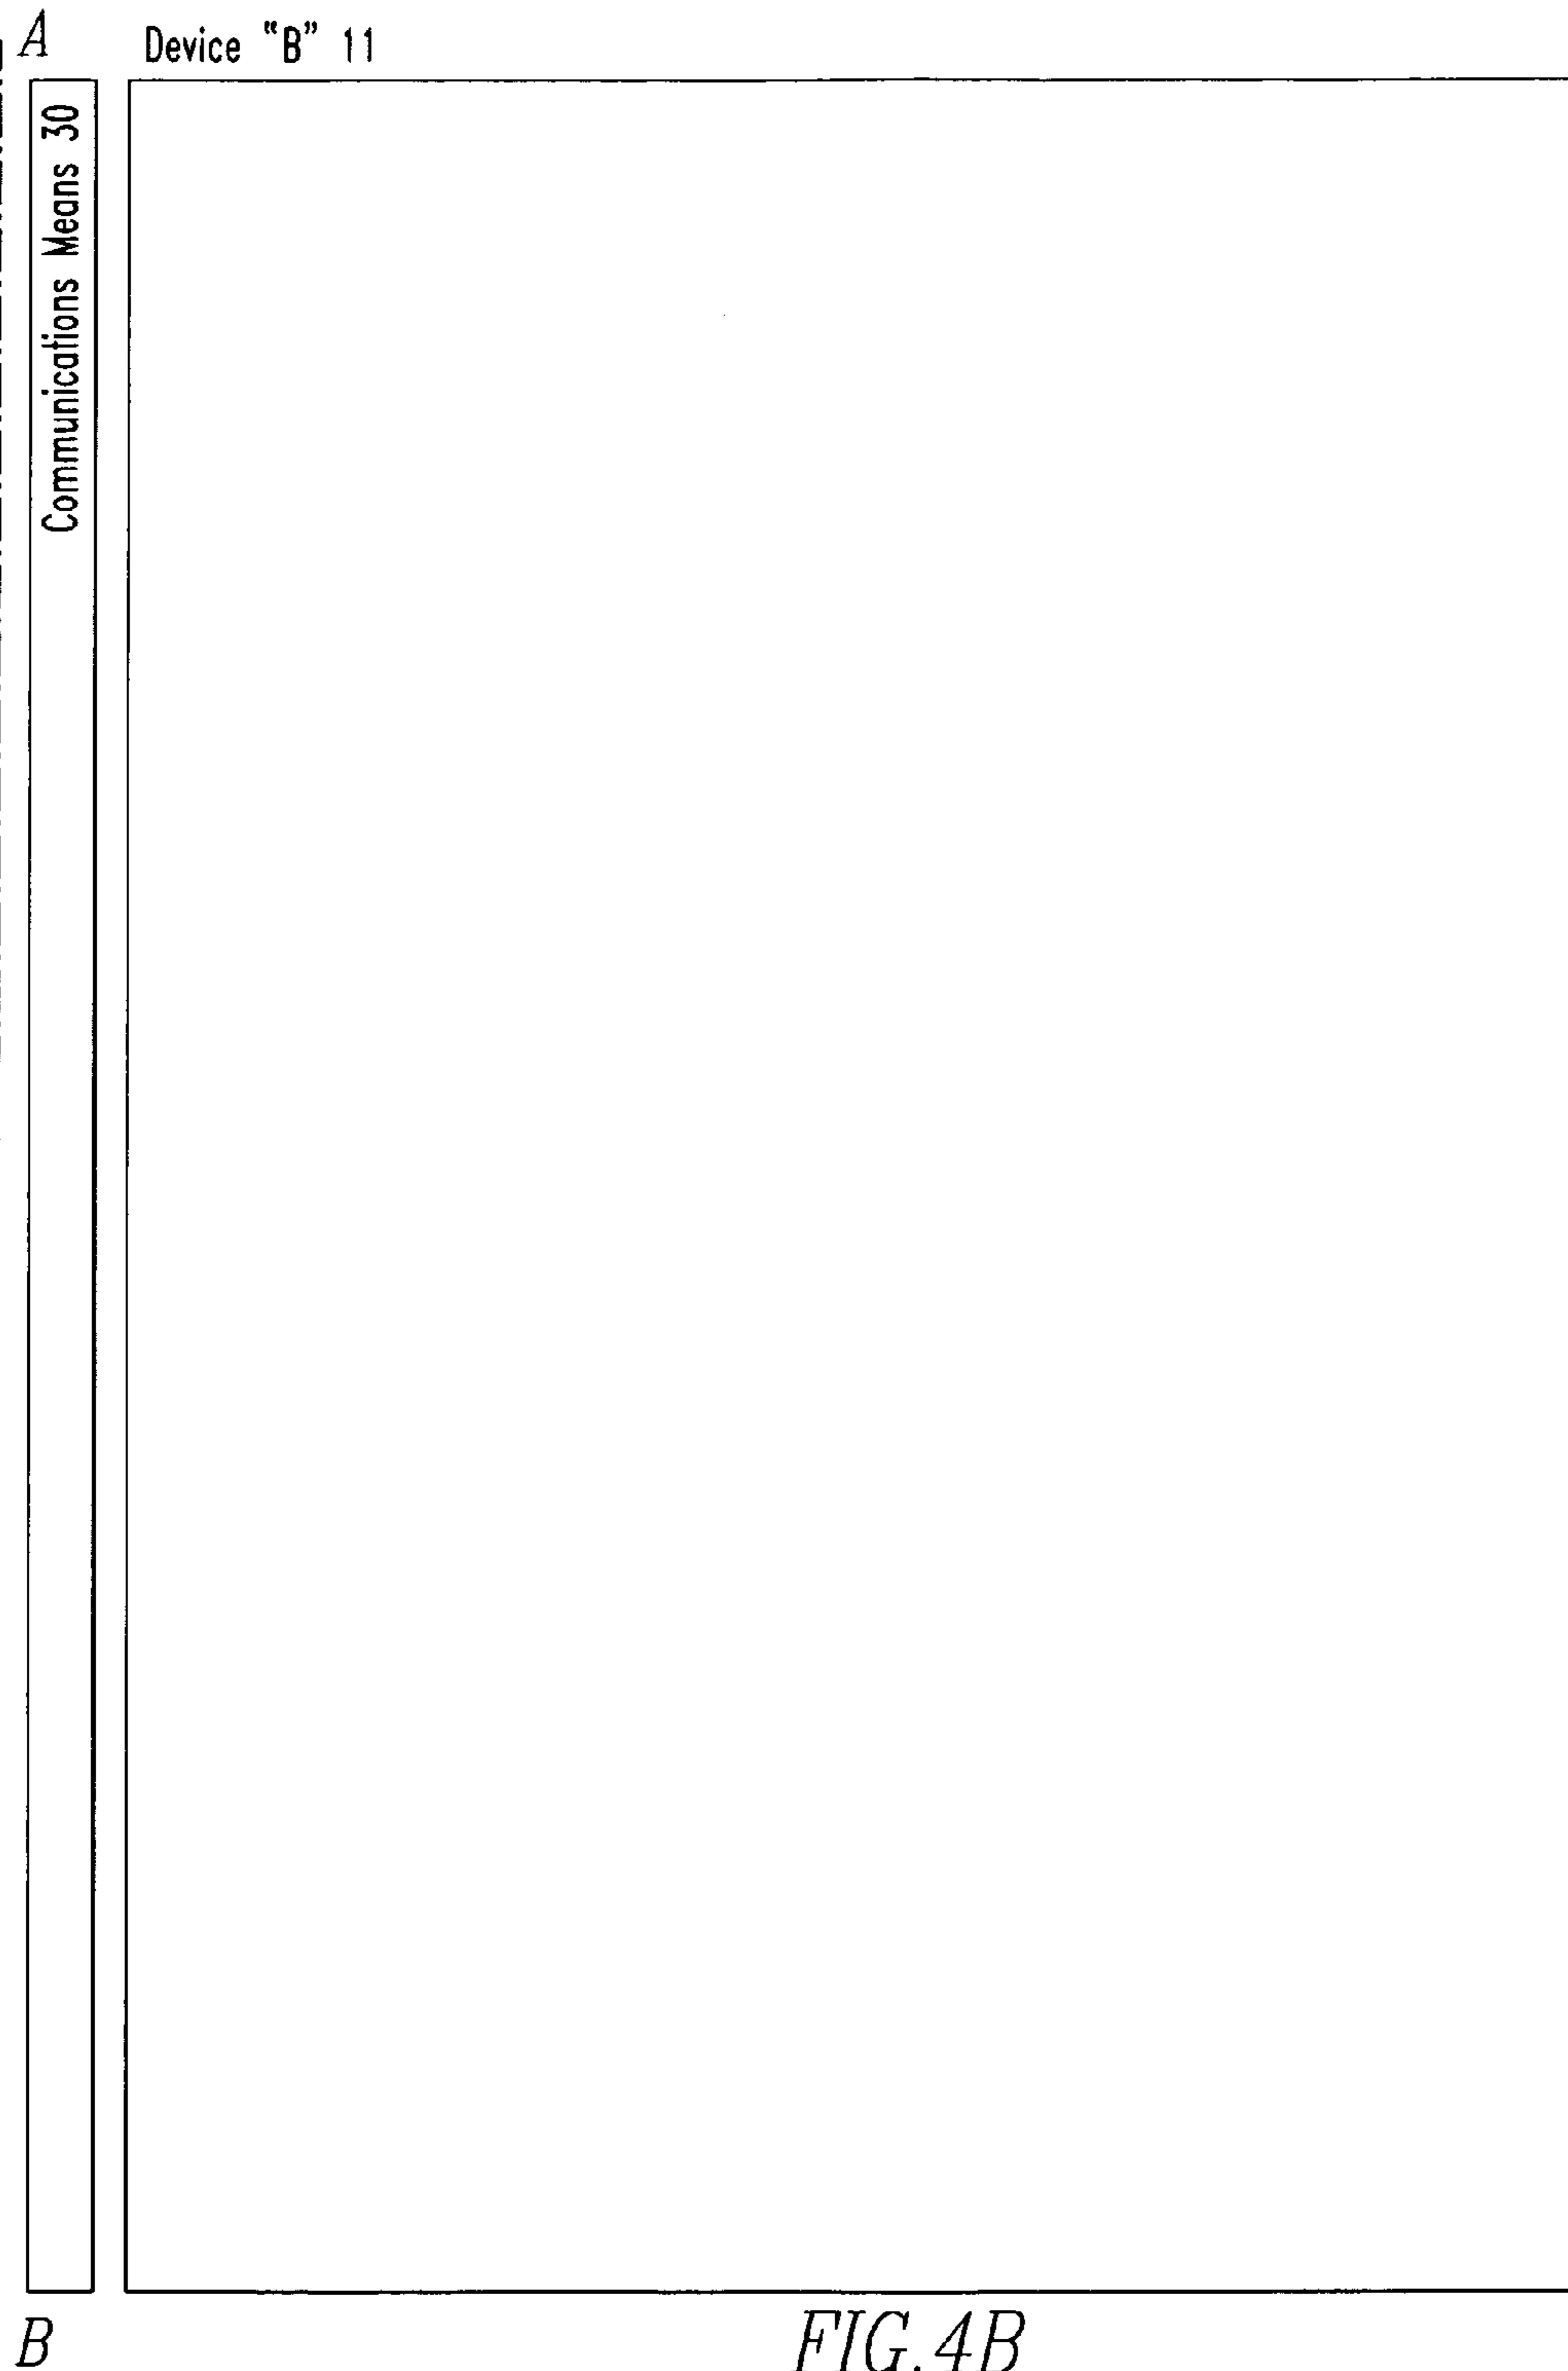 A
Device “B” 11
Communications Means 30
B
FIG.4B